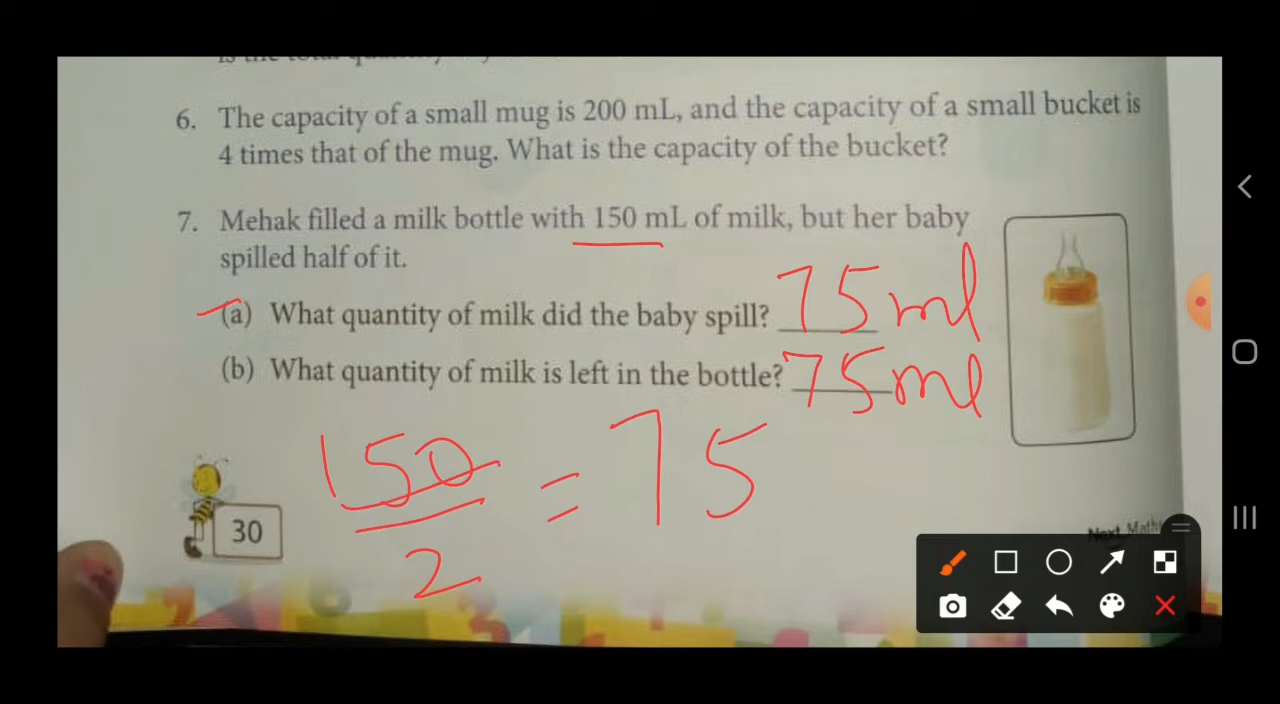 6. The capacity of a small mug is 200 mL, and the capacity of a small bucket is
4 times that of the mug. What is the capacity of the bucket?
7. Mehak filled a milk bottle with 150 mL of milk, but her baby
spilled half of it.
(a) What quantity of milk did the baby spill? 75ml
(b) What quantity of milk is left in the bottle? 75ml
150
2
= 75
30
Next Maths